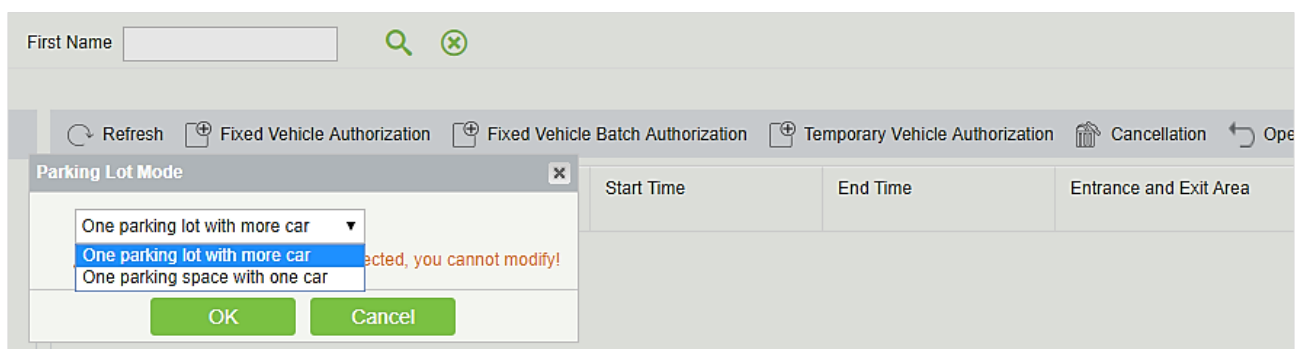 First Name
Refresh Fixed Vehicle Authorization Fixed Vehicle Batch Authorization Temporary Vehicle Authorization Cancellation Ope
Parking Lot Mode
Start Time End Time Entrance and Exit Area
One parking lot with more car
One parking lot with more car
ected, you cannot modify!
One parking space with one car
OK Cancel